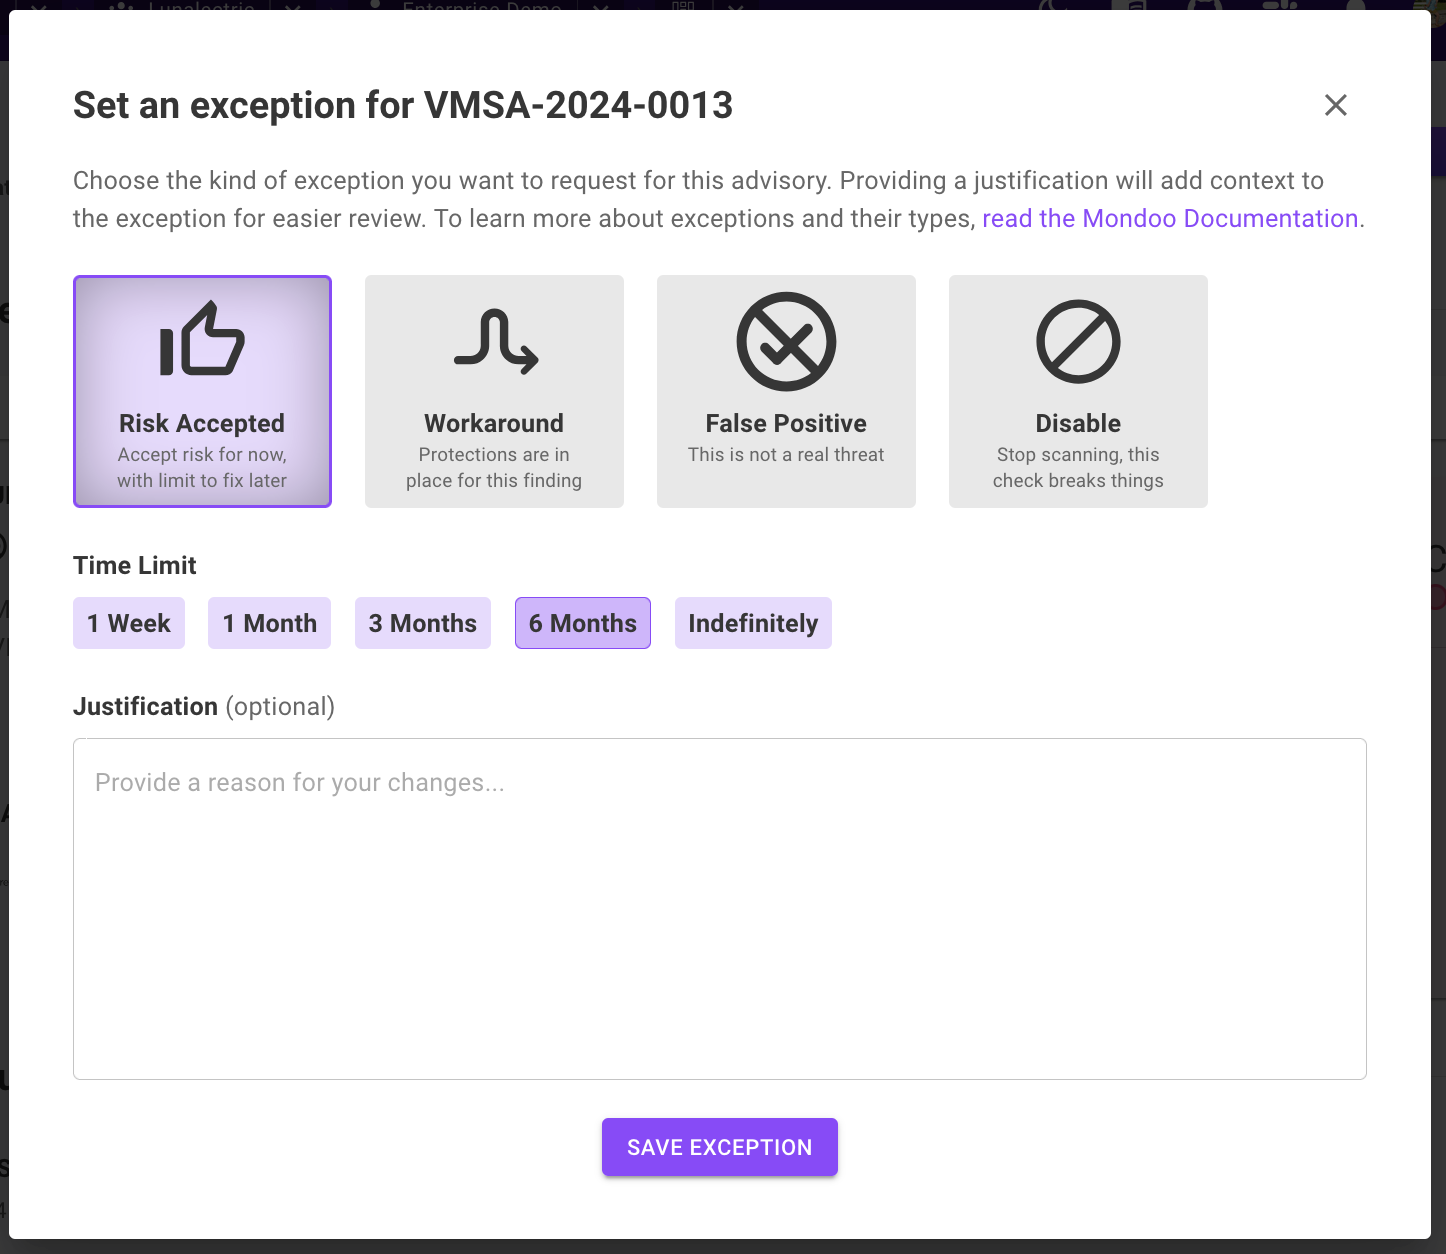 Set an exception for VMSA-2024-0013
Choose the kind of exception you want to request for this advisory. Providing a justification will add context to
the exception for easier review. To learn more about exceptions and their types, read the Mondoo Documentation.
Risk Accepted
Accept risk for now,
with limit to fix later
Workaround
Protections are in
place for this finding
False Positive
This is not a real threat
Disable
Stop scanning, this
check breaks things
Time Limit
1 Week
1 Month
3 Months
6 Months
Indefinitely
Justification (optional)
Provide a reason for your changes...
SAVE EXCEPTION